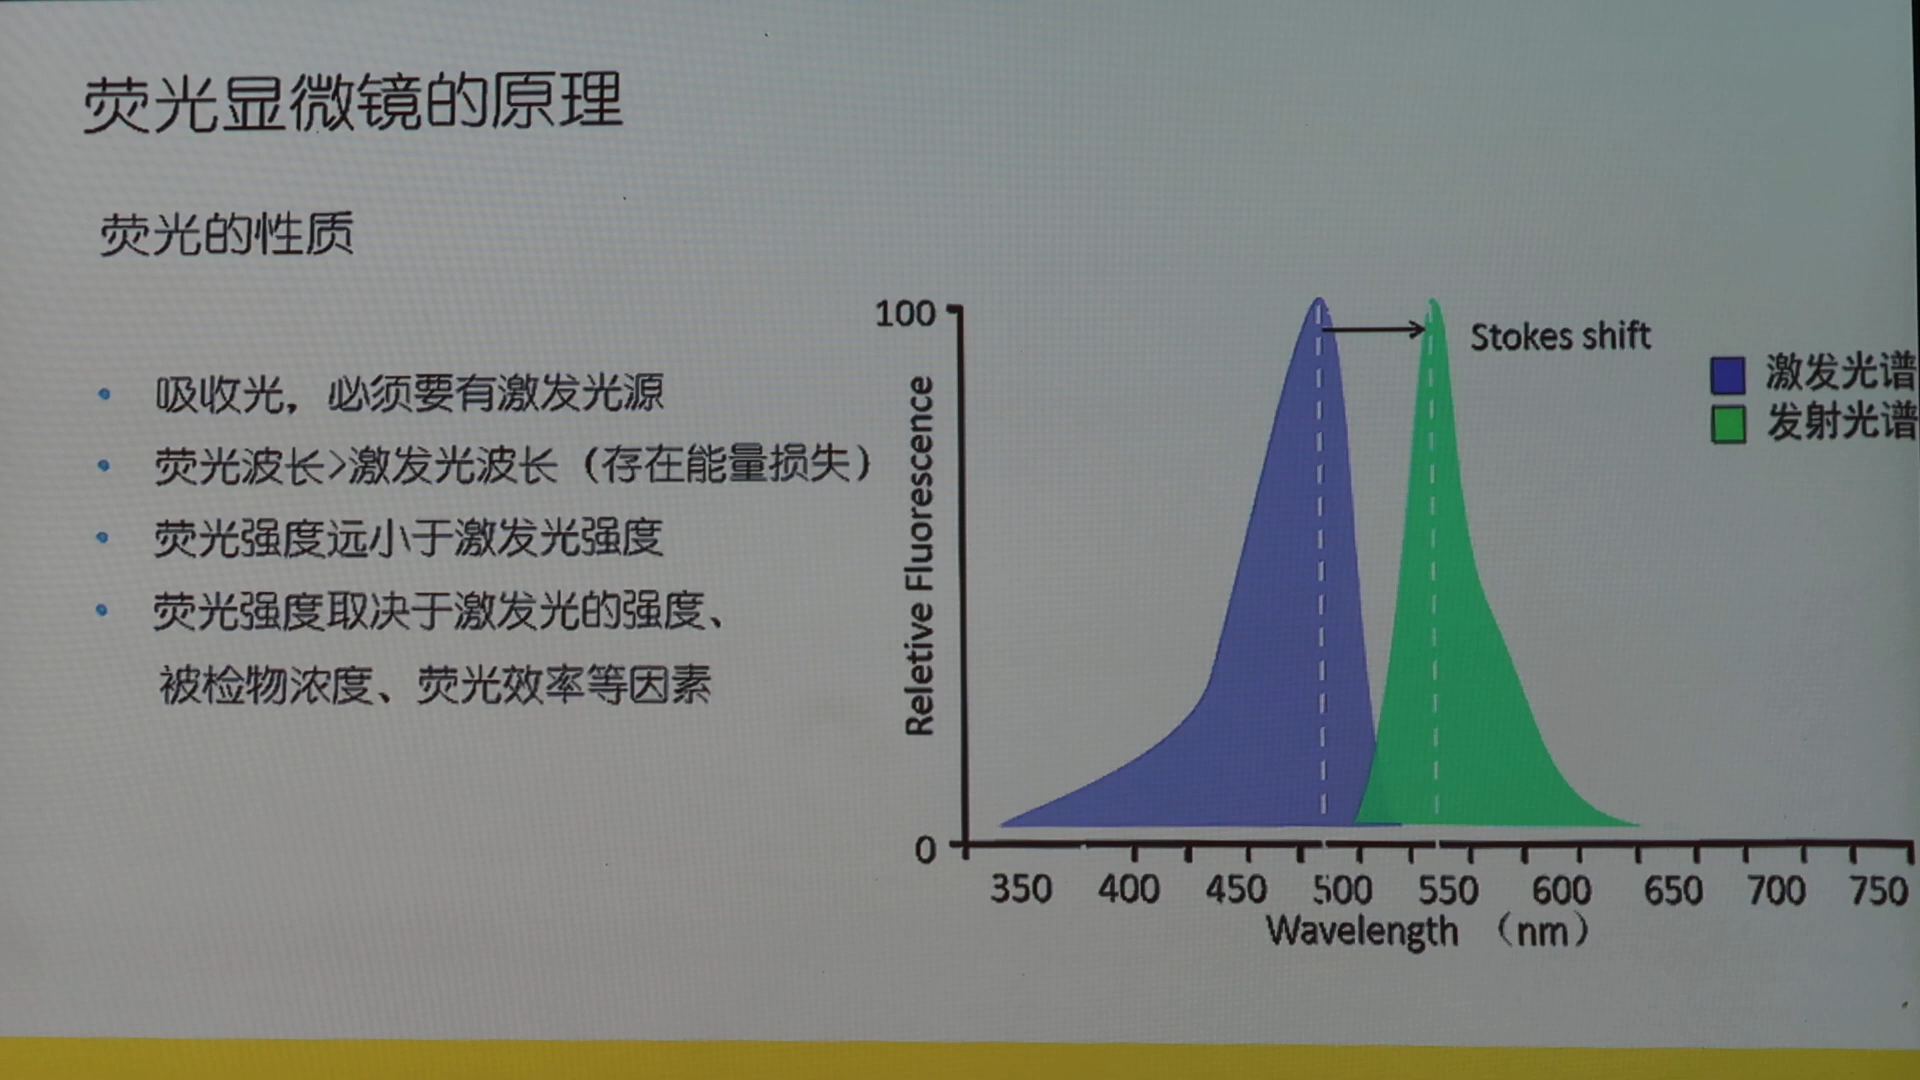 荧光显微镜的原理
荧光的性质
• 吸收光，必须要有激发光源
• 荧光波长>激发光波长（存在能量损失）
• 荧光强度远小于激发光强度
• 荧光强度取决于激发光的强度、
被检物浓度、荧光效率等因素
100
Stokes shift
激发光谱
发射光谱
Reletive Fluorescence
0
350 400 450 500 550 600 650 700 750
Wavelength （nm）